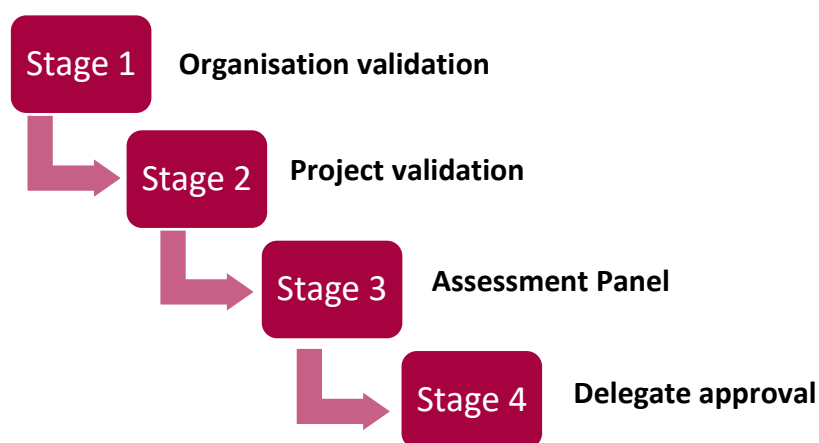 Stage 1
Organisation validation
Stage 2
Project validation
Stage 3
Assessment Panel
Stage 4
Delegate approval